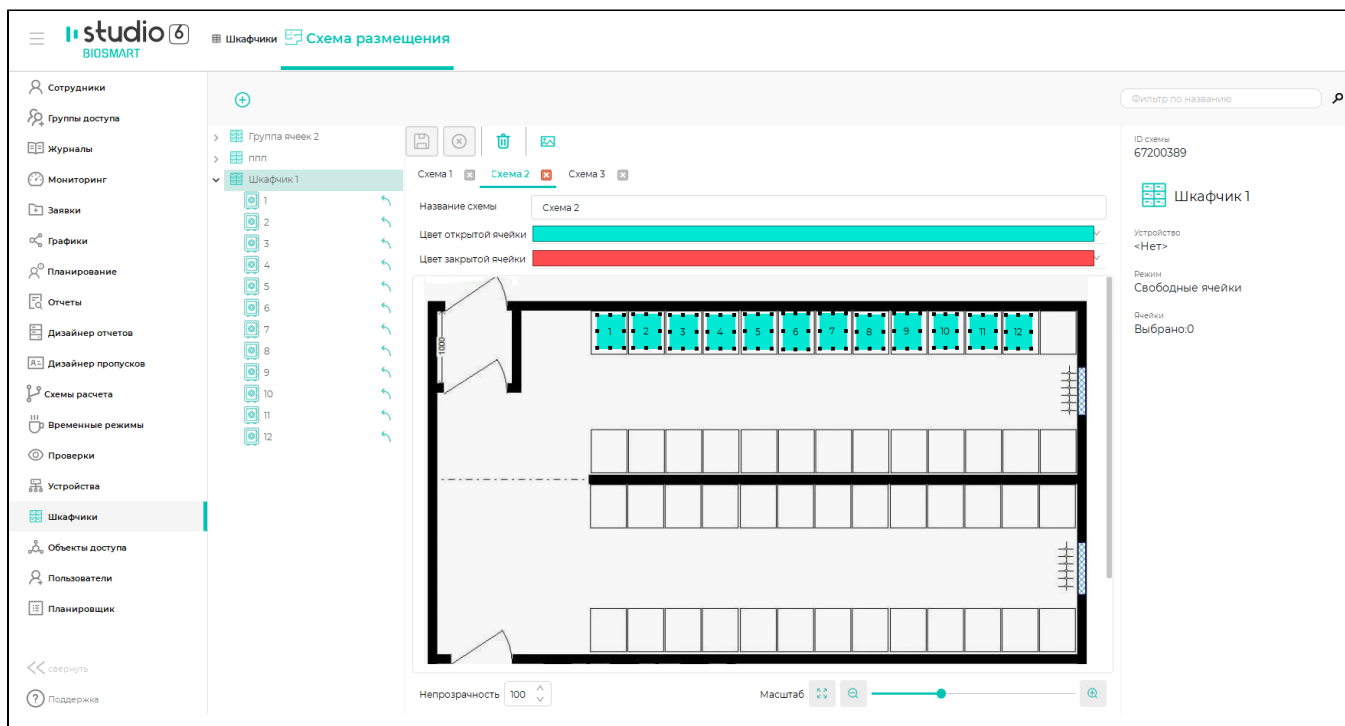 studio 6
BIOSMART
Шкафчики
Схема размещения
Сотрудники
Группы доступа
Журналы
Мониторинг
Заявки
Графики
Планирование
Отчеты
Дизайнер отчетов
Дизайнер пропусков
Схемы расчета
Временные режимы
Проверки
Устройства
Шкафчики
Объекты доступа
Пользователи
Планировщик
свернуть
Поддержка
Группа ячеек 2
ппп
Шкафчик 1
1
2
3
4
5
6
7
8
9
10
11
12
Схема 1 Схема 2 Схема 3
Название схемы Схема 2
Цвет открытой ячейки
Цвет закрытой ячейки
1000
1 2 3 4 5 6 7 8 9 10 11 12
Непрозрачность 100
Масштаб
Фильтр по названию
ID схемы
67200389
Шкафчик 1
Устройство
<Нет>
Режим
Свободные ячейки
Ячейки
Выбрано:0